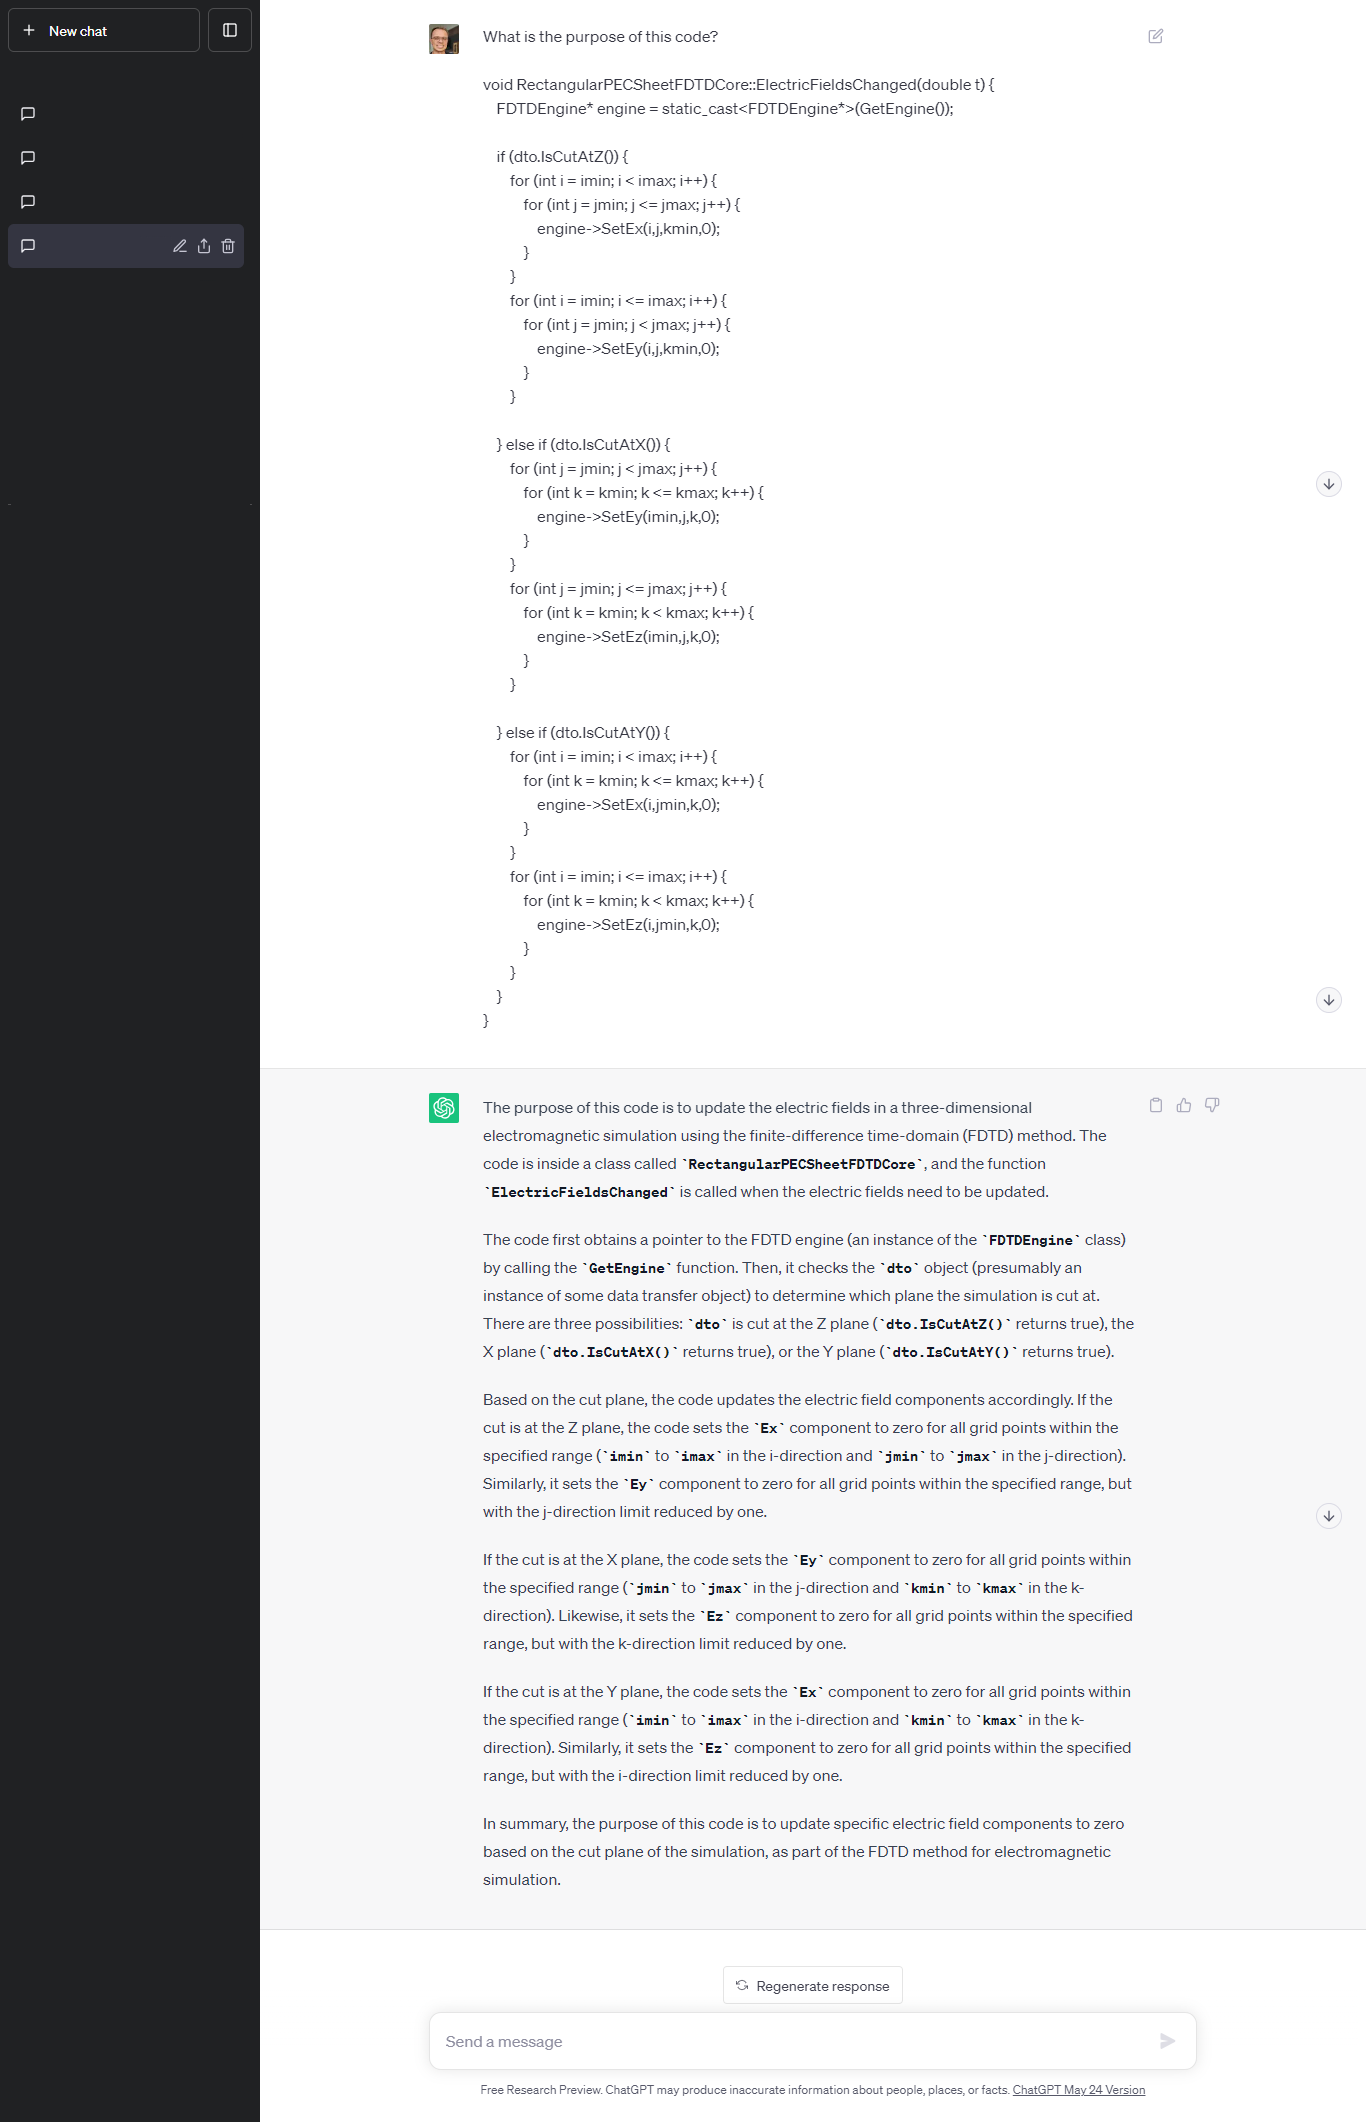 New chat
What is the purpose of this code?
void RectangularPECSheetFDTDCore::ElectricFieldsChanged(double t) {
FDTDEngine* engine = static_cast<FDTDEngine*>(GetEngine());
if (dto.IsCutAtZ()) {
for (int i = imin; i < imax; i++) {
for (int j = jmin; j <= jmax; j++) {
engine->SetEx(i,j,kmin,0);
}
}
for (int i = imin; i <= imax; i++) {
for (int j = jmin; j < jmax; j++) {
engine->SetEy(i,j,kmin,0);
}
}
} else if (dto.IsCutAtX()) {
for (int j = jmin; j < jmax; j++) {
for (int k = kmin; k <= kmax; k++) {
engine->SetEy(imin,j,k,0);
}
}
for (int j = jmin; j <= jmax; j++) {
for (int k = kmin; k < kmax; k++) {
engine->SetEz(imin,j,k,0);
}
}
} else if (dto.IsCutAtY()) {
for (int i = imin; i < imax; i++) {
for (int k = kmin; k <= kmax; k++) {
engine->SetEx(i,jmin,k,0);
}
}
for (int i = imin; i <= imax; i++) {
for (int k = kmin; k < kmax; k++) {
engine->SetEz(i,jmin,k,0);
}
}
}
}
The purpose of this code is to update the electric fields in a three-dimensional
electromagnetic simulation using the finite-difference time-domain (FDTD) method. The
code is inside a class called `RectangularPECSheetFDTDCore`, and the function
`ElectricFieldsChanged` is called when the electric fields need to be updated.
The code first obtains a pointer to the FDTD engine (an instance of the `FDTDEngine` class)
by calling the `GetEngine` function. Then, it checks the `dto` object (presumably an
instance of some data transfer object) to determine which plane the simulation is cut at.
There are three possibilities: `dto` is cut at the Z plane (`dto.IsCutAtZ()` returns true), the
X plane (`dto.IsCutAtX()` returns true), or the Y plane (`dto.IsCutAtY()` returns true).
Based on the cut plane, the code updates the electric field components accordingly. If the
cut is at the Z plane, the code sets the `Ex` component to zero for all grid points within the
specified range (`imin` to `imax` in the i-direction and `jmin` to `jmax` in the j-direction).
Similarly, it sets the `Ey` component to zero for all grid points within the specified range, but
with the j-direction limit reduced by one.
If the cut is at the X plane, the code sets the `Ey` component to zero for all grid points within
the specified range (`jmin` to `jmax` in the j-direction and `kmin` to `kmax` in the k-
direction). Likewise, it sets the `Ez` component to zero for all grid points within the specified
range, but with the k-direction limit reduced by one.
If the cut is at the Y plane, the code sets the `Ex` component to zero for all grid points within
the specified range (`imin` to `imax` in the i-direction and `kmin` to `kmax` in the k-
direction). Similarly, it sets the `Ez` component to zero for all grid points within the specified
range, but with the i-direction limit reduced by one.
In summary, the purpose of this code is to update specific electric field components to zero
based on the cut plane of the simulation, as part of the FDTD method for electromagnetic
simulation.
Regenerate response
Send a message
Free Research Preview. ChatGPT may produce inaccurate information about people, places, or facts. ChatGPT May 24 Version